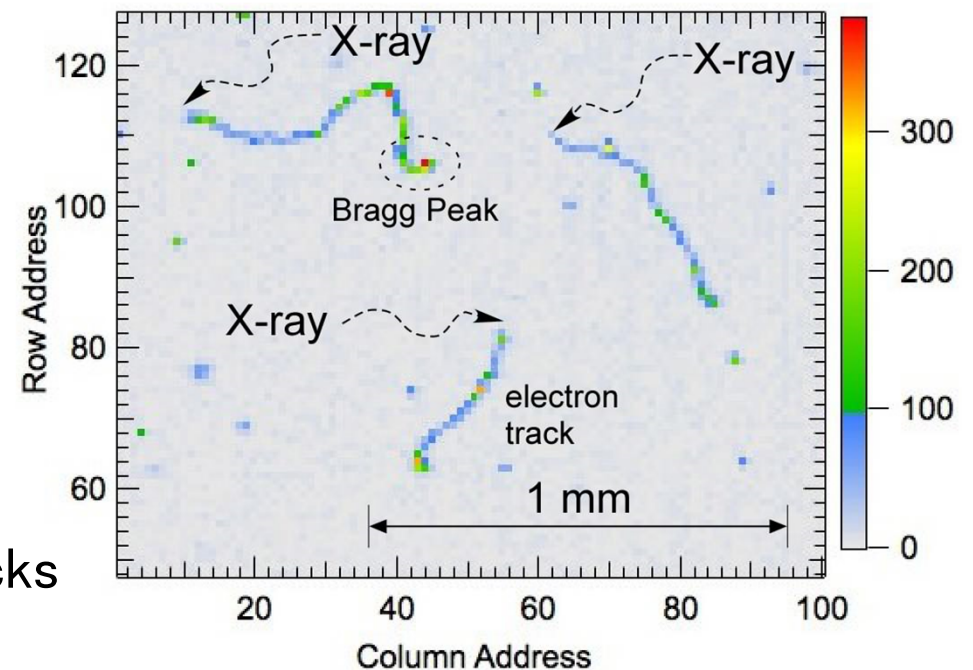 X-ray
X-ray
Bragg Peak
X-ray
electron
track
1 mm
cks
Row Address
120
100
80
60
20
40
60
80
100
Column Address
300
200
100
0